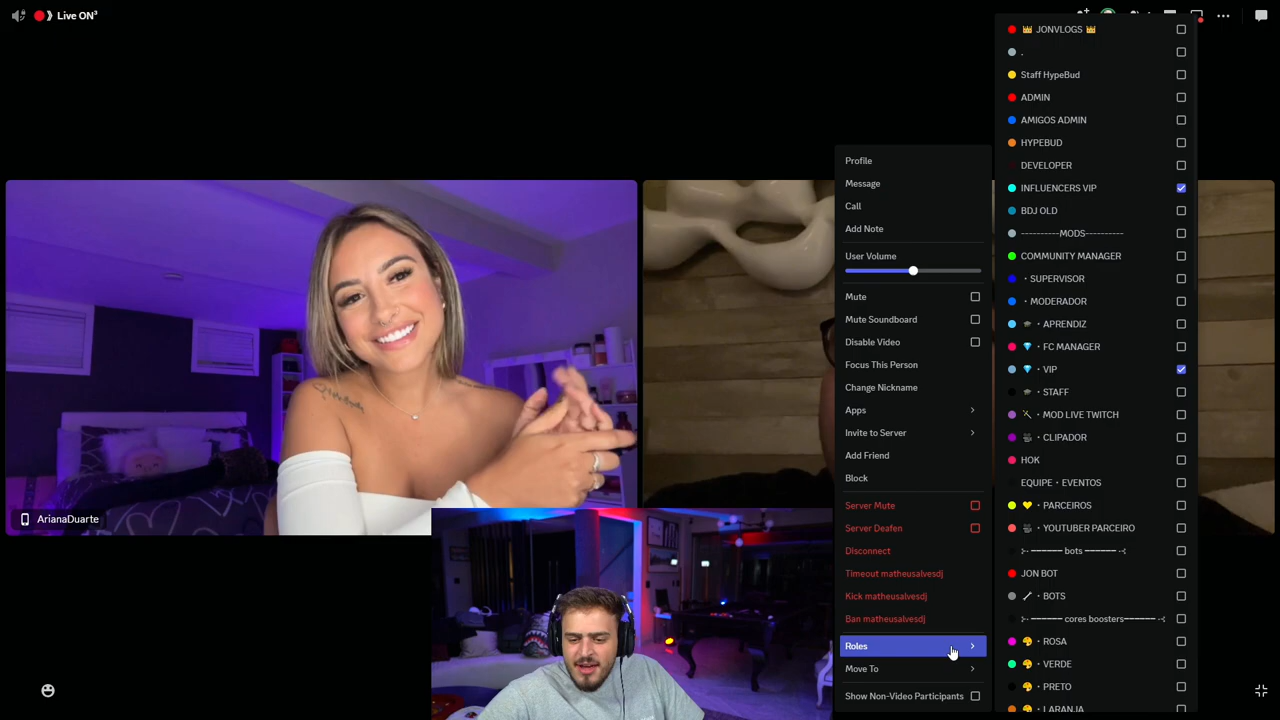 Live ON³
ArianaDuarte
Profile
Message
Call
Add Note
User Volume
Mute
Mute Soundboard
Disable Video
Focus This Person
Change Nickname
Apps
Invite to Server
Add Friend
Block
Server Mute
Server Deafen
Disconnect
Timeout matheusalvesdj
Kick matheusalvesdj
Ban matheusalvesdj
Roles
Move To
Show Non-Video Participants
👑 JONVLOGS 👑
.
Staff HypeBud
ADMIN
AMIGOS ADMIN
HYPEBUD
DEVELOPER
INFLUENCERS VIP
BDJ OLD
----------MODS----------
COMMUNITY MANAGER
・SUPERVISOR
・MODERADOR
🎓・APRENDIZ
💎・FC MANAGER
💎・VIP
🎓・STAFF
・MOD LIVE TWITCH
🎥・CLIPADOR
HOK
EQUIPE・EVENTOS
💛・PARCEIROS
🎥・YOUTUBER PARCEIRO
⊱⋅ ────── bots ────── ⋅⊰
JON BOT
🦴・BOTS
⊱⋅ ────── cores boosters────── ⋅⊰
・ROSA
・VERDE
・PRETO
・LARANJA